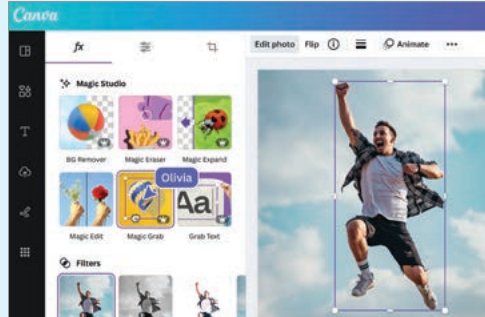 Canva
fx
Edit photo Flip Animate
Magic Studio
BG Remover Magic Eraser Magic Expand
Olivia
Aa
Magic Edit Magic Grab Grab Text
Filters